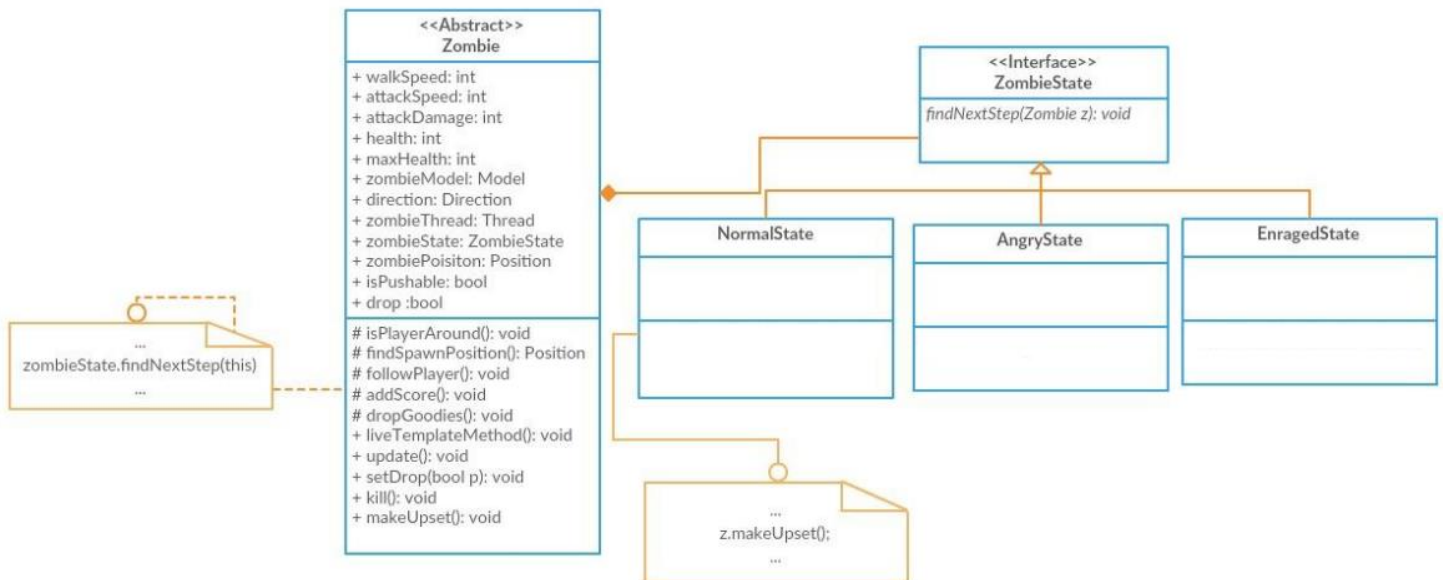 <<Abstract>>
Zombie
+ walkSpeed: int
+ attackSpeed: int
+ attackDamage: int
+ health: int
+ maxHealth: int
+ zombieModel: Model
+ direction: Direction
+ zombieThread: Thread
+ zombieState: ZombieState
+ zombiePoisiton: Position
+ isPushable: bool
+ drop :bool
# isPlayerAround(): void
# findSpawnPosition(): Position
# followPlayer(): void
# addScore(): void
# dropGoodies(): void
+ liveTemplateMethod(): void
+ update(): void
+ setDrop(bool p): void
+ kill(): void
+ makeUpset(): void
...
zombieState.findNextStep(this)
...
<<Interface>>
ZombieState
findNextStep(Zombie z): void
NormalState
AngryState
EnragedState
...
z.makeUpset();
...